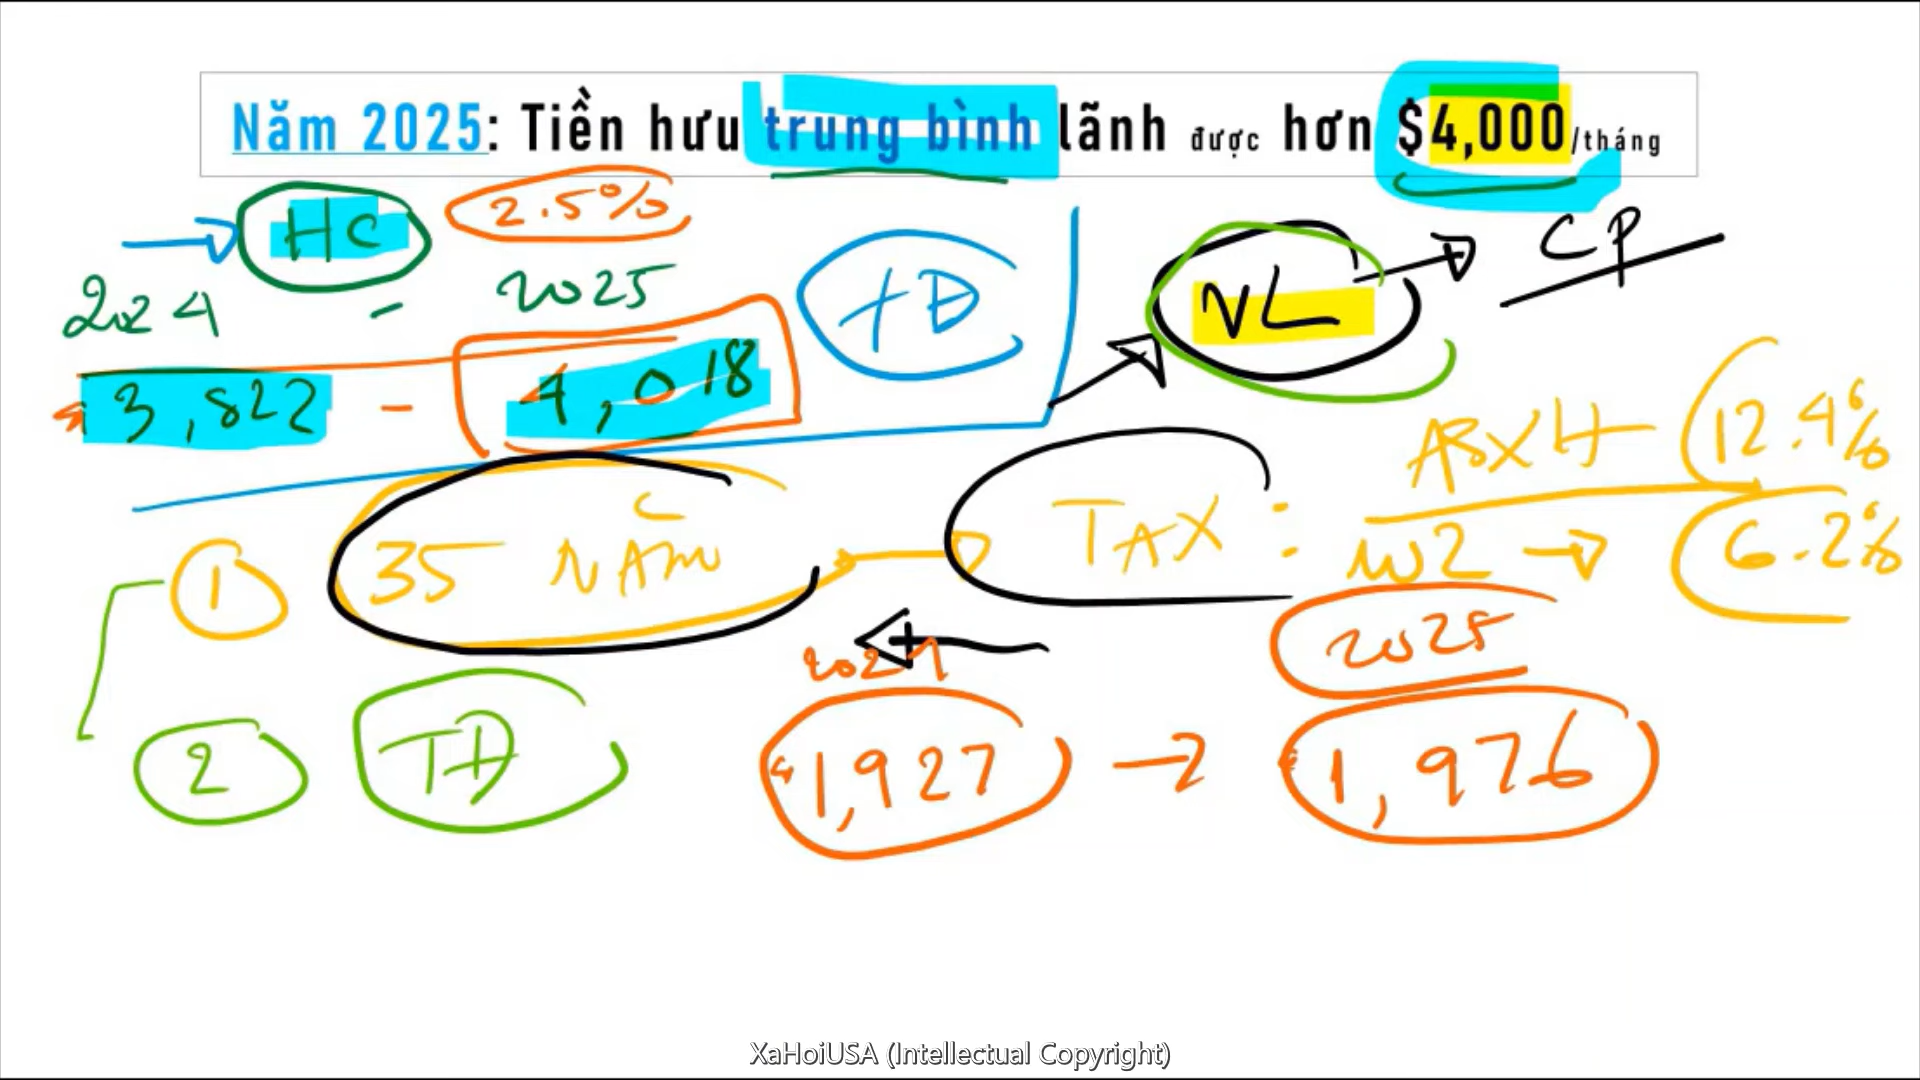 Năm 2025: Tiền hưu trung bình lãnh được hơn $4,000/tháng
HC 2.5%
2024 - 2025
3,822 - 4,018
VL CP
ASXH 12.4%
1 35 NĂM TAX: W2 6.2%
2024 2025
2 TĐ 1,927 1,976
XaHoiUSA (Intellectual Copyright)